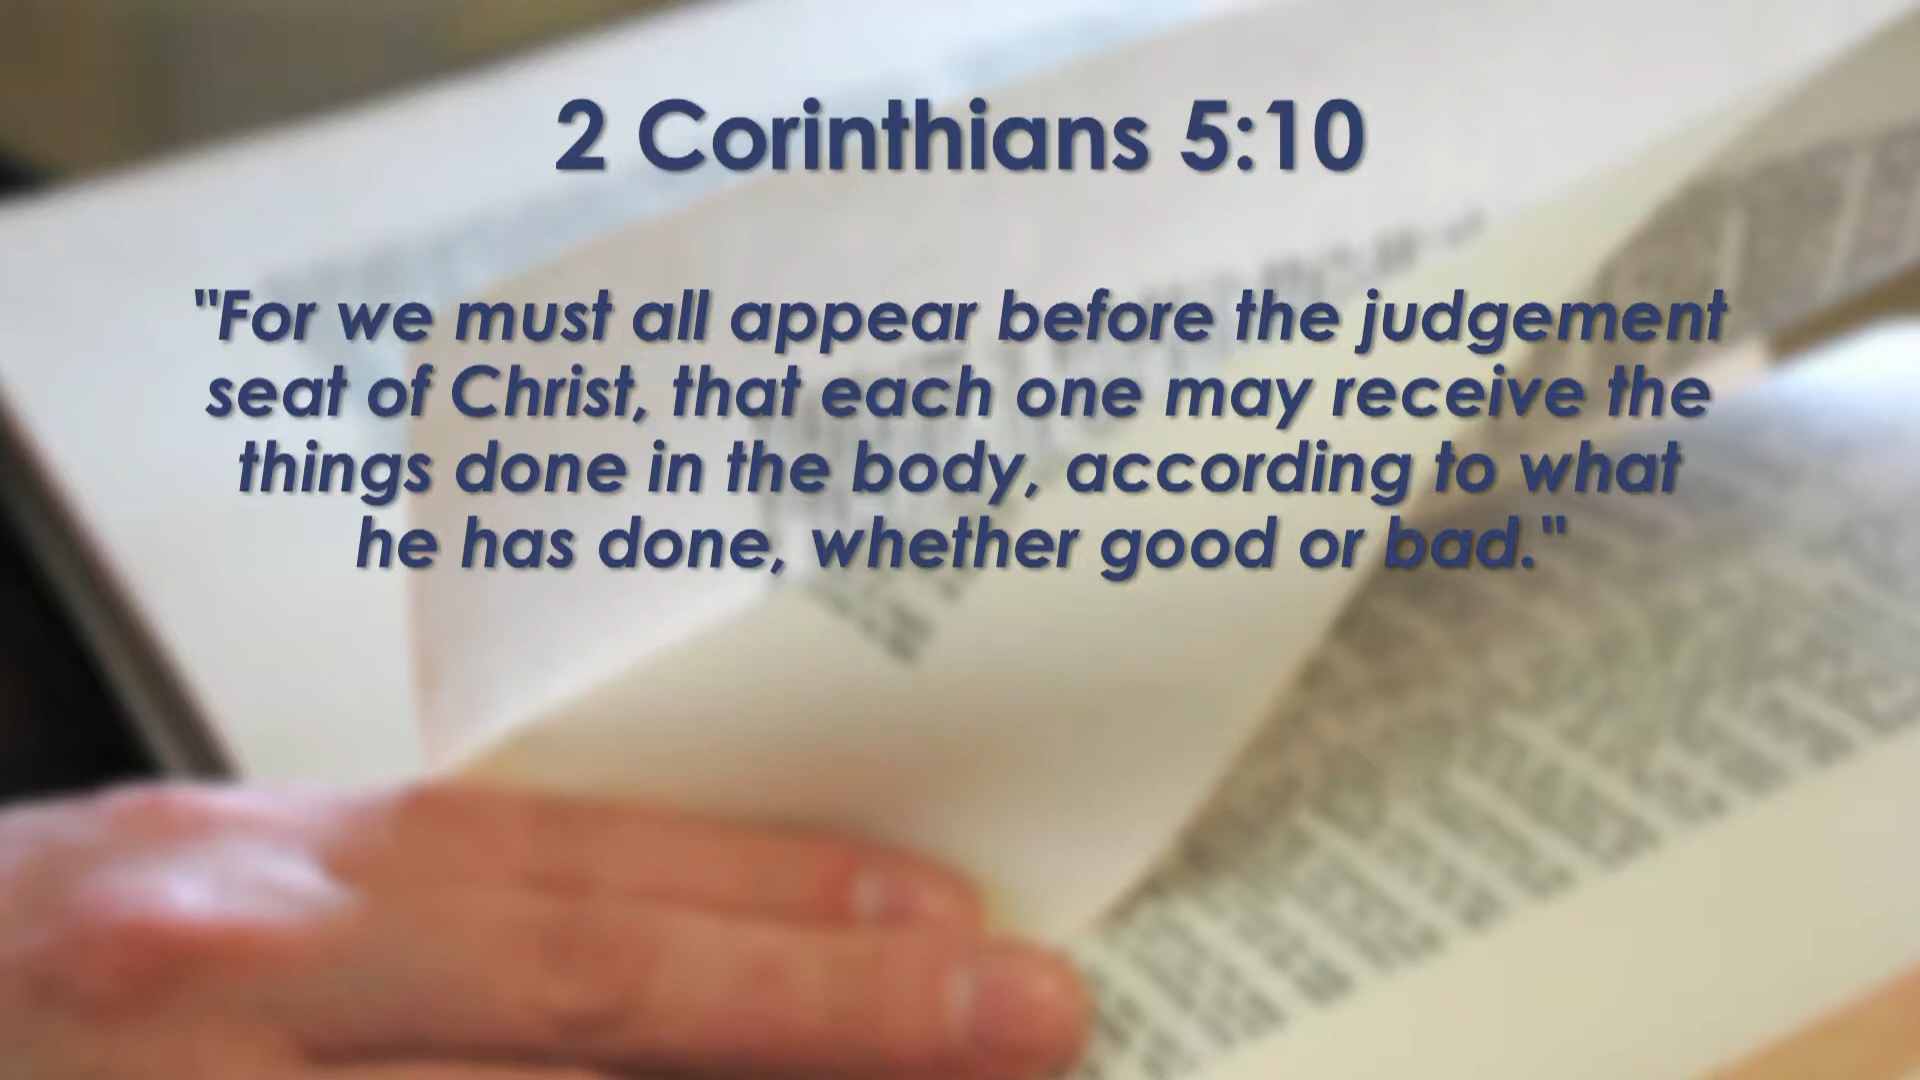 2 Corinthians 5:10
"For we must all appear before the judgement
seat of Christ, that each one may receive the
things done in the body, according to what
he has done, whether good or bad."